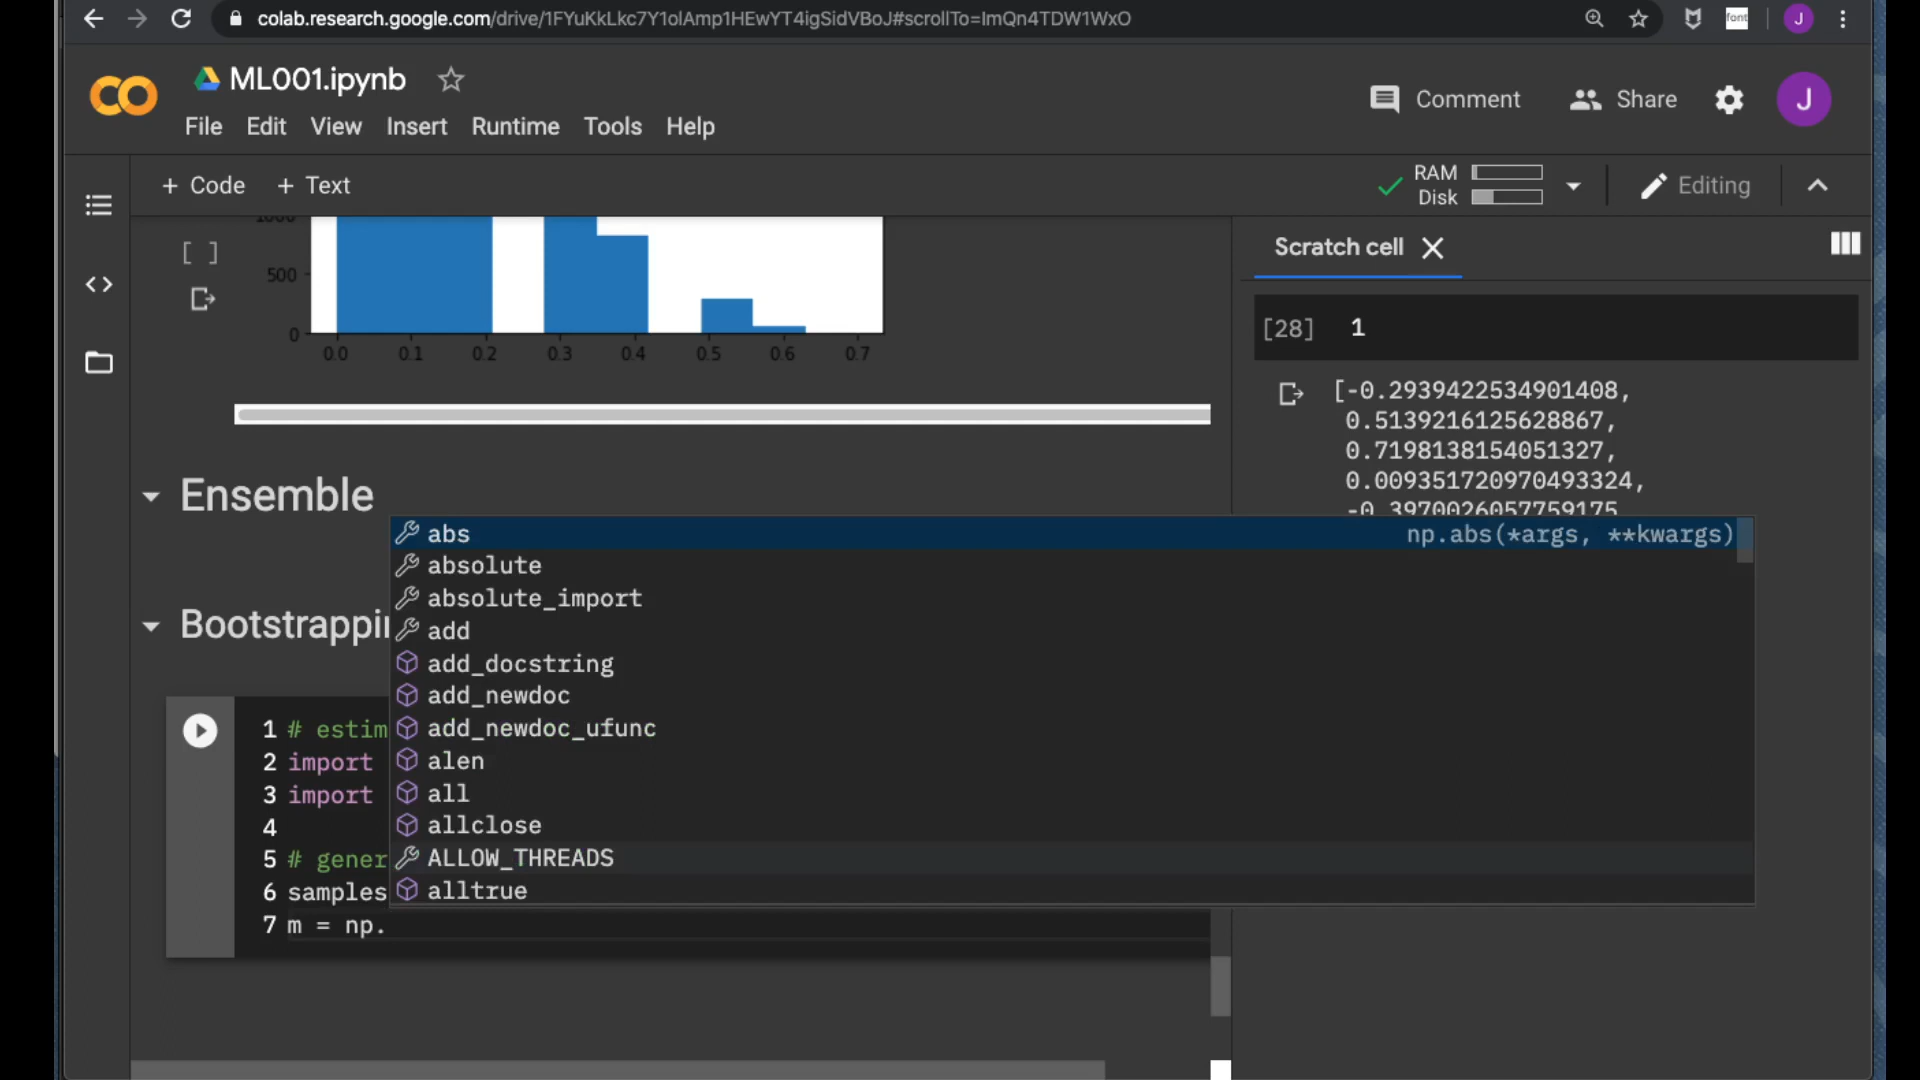 colab.research.google.com/drive/1FYuKkLkc7Y1olAmp1HEwYT4igSidVBoJ#scrollTo=ImQn4TDW1WxO
font
J
ML001.ipynb
Comment
Share
J
File Edit View Insert Runtime Tools Help
+ Code + Text
RAM
Disk
Editing
1000
[ ]
500
0
0.0 0.1 0.2 0.3 0.4 0.5 0.6 0.7
Scratch cell
[28] 1
[-0.2939422534901408,
0.5139216125628867,
0.7198138154051327,
0.009351720970493324,
-0.3970026057759175
Ensemble
abs np.abs(*args, **kwargs)
absolute
absolute_import
add
add_docstring
add_newdoc
add_newdoc_ufunc
alen
all
allclose
ALLOW_THREADS
alltrue
Bootstrappi
1 # estim
2 import
3 import
4
5 # gener
6 samples
7 m = np.